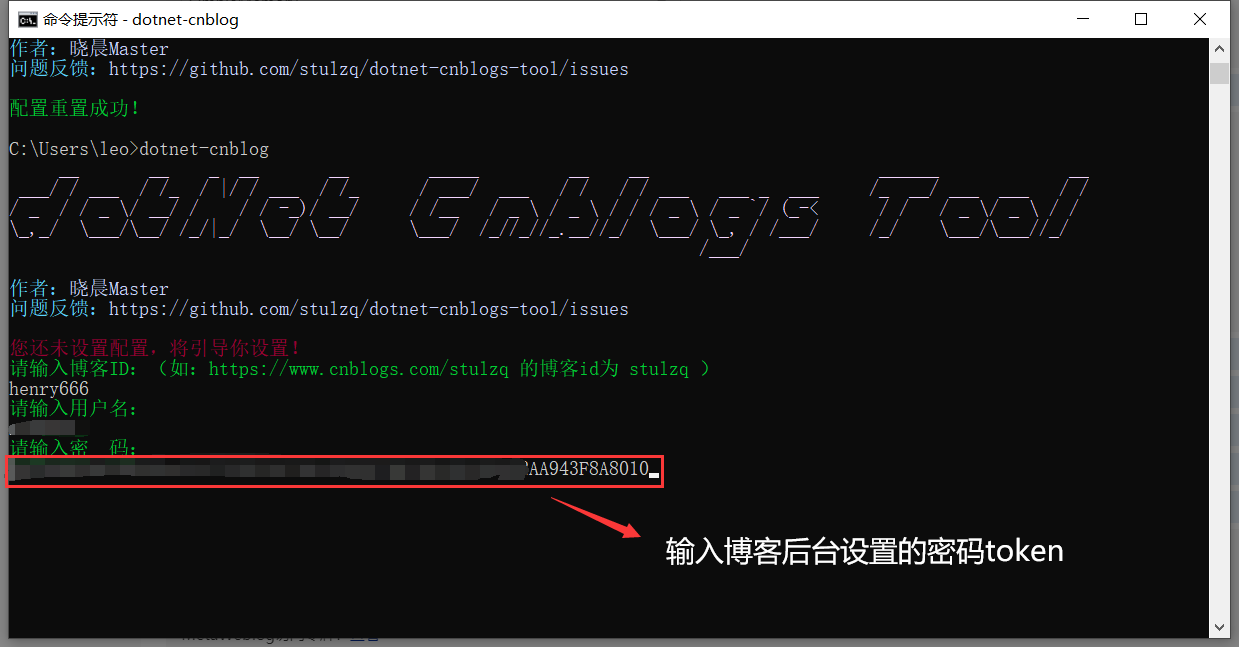 命令提示符 - dotnet-cnblog
作者: 晓晨Master
问题反馈: https://github.com/stulzq/dotnet-cnblogs-tool/issues
配置重置成功!
C:\Users\leo>dotnet-cnblog
dotNet Cnblogs Tool
作者: 晓晨Master
问题反馈: https://github.com/stulzq/dotnet-cnblogs-tool/issues
您还未设置配置，将引导你设置!
请输入博客ID: （如: https://www.cnblogs.com/stulzq 的博客id为 stulzq ）
henry666
请输入用户名:
请输入密 码:
AA943F8A8010
输入博客后台设置的密码token